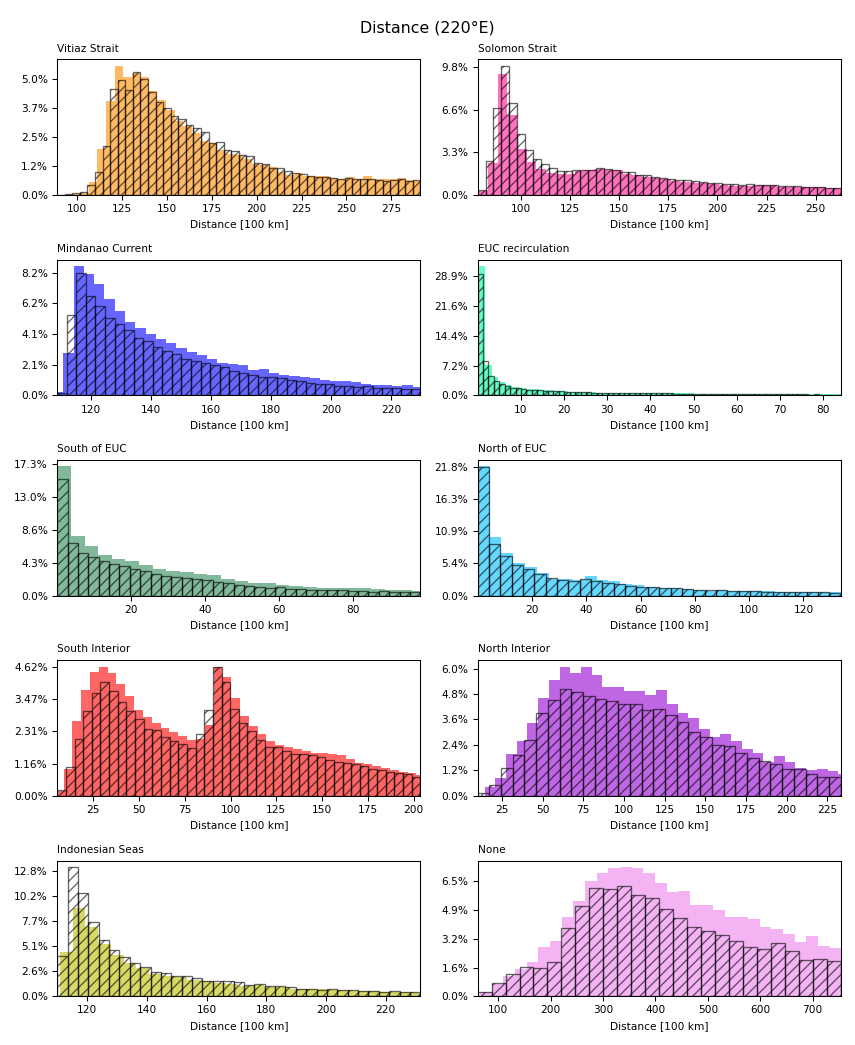 Distance (220°E)
Vitiaz Strait
Solomon Strait
5.0%
3.7%
2.5%
1.2%
0.0%
9.8%
6.6%
3.3%
0.0%
100 125 150 175 200 225 250 275
100 125 150 175 200 225 250
Distance [100 km]
Distance [100 km]
Mindanao Current
EUC recirculation
8.2%
6.2%
4.1%
2.1%
0.0%
28.9%
21.6%
14.4%
7.2%
0.0%
120 140 160 180 200 220
10 20 30 40 50 60 70 80
Distance [100 km]
Distance [100 km]
South of EUC
North of EUC
17.3%
13.0%
8.6%
4.3%
0.0%
21.8%
16.3%
10.9%
5.4%
0.0%
20 40 60 80
20 40 60 80 100 120
Distance [100 km]
Distance [100 km]
South Interior
North Interior
4.62%
3.47%
2.31%
1.16%
0.00%
6.0%
4.8%
3.6%
2.4%
1.2%
0.0%
25 50 75 100 125 150 175 200
25 50 75 100 125 150 175 200 225
Distance [100 km]
Distance [100 km]
Indonesian Seas
None
12.8%
10.2%
7.7%
5.1%
2.6%
0.0%
6.5%
4.9%
3.2%
1.6%
0.0%
120 140 160 180 200 220
100 200 300 400 500 600 700
Distance [100 km]
Distance [100 km]